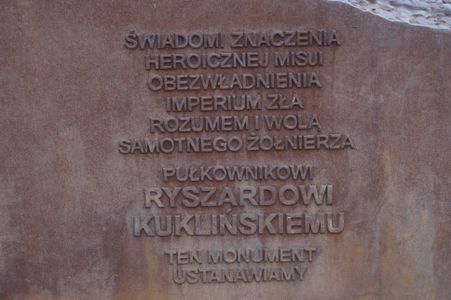 ŚWIADOMI ZNACZENIA
HEROICZNEJ MISJI
OBEZWŁADNIENIA
IMPERIUM ZŁA
ROZUMEM I WOLĄ
SAMOTNEGO ŻOŁNIERZA
PUŁKOWNIKOWI
RYSZARDOWI
KUKLIŃSKIEMU
TEN MONUMENT
USTANAWIAMY